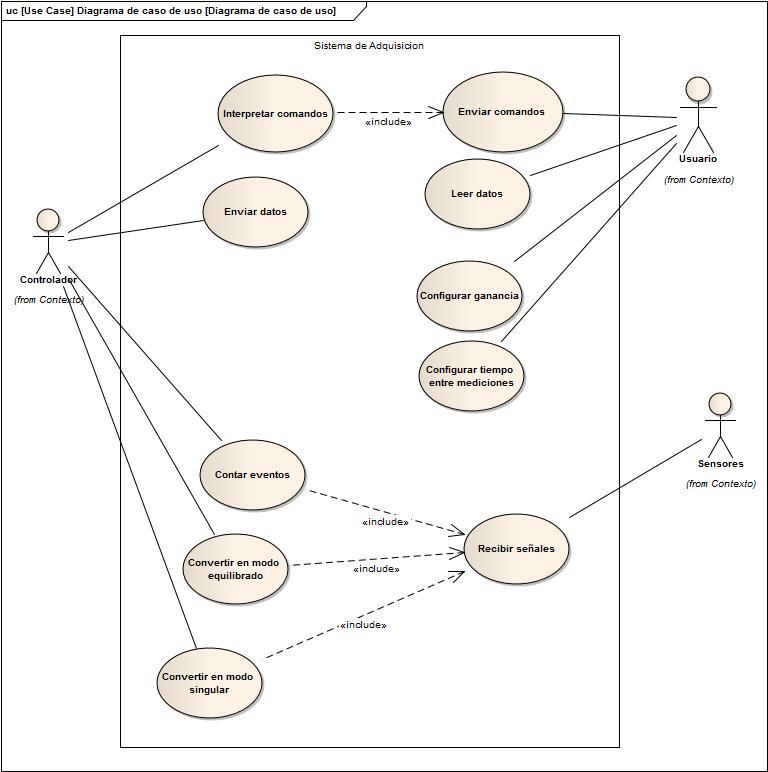 uc [Use Case] Diagrama de caso de uso [Diagrama de caso de uso]
Sistema de Adquisicion
Interpretar comandos
«include»
Enviar comandos
Usuario
(from Contexto)
Leer datos
Enviar datos
Controlador
(from Contexto)
Configurar ganancia
Configurar tiempo
entre mediciones
Sensores
(from Contexto)
Contar eventos
«include»
Recibir señales
Convertir en modo
equilibrado
«include»
«include»
Convertir en modo
singular